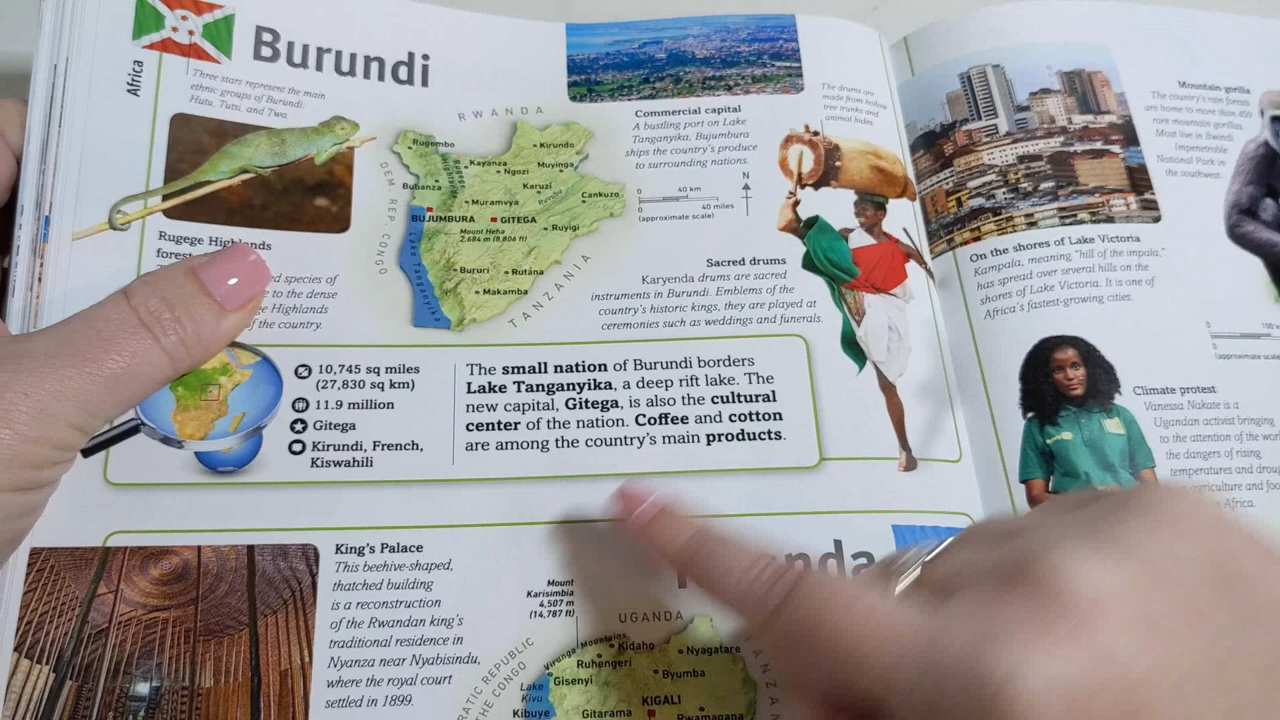 Africa
Burundi
Three stars represent the main
ethnic groups of Burundi:
Hutu, Tutsi, and Twa.
Rugege Highlands
fores
ed species of
e to the dense
ge Highlands
of the country.
RWANDA
DEM. REP. CONGO
TANZANIA
Rugombo
Kirundo
Kayanza
Muyinga
Ngozi
Bubanza
Karuzi
Cankuzo
Muramvya
BUJUMBURA
GITEGA
Mount Heha
2,684 m (8,806 ft)
Ruyigi
Lake Tanganyika
Bururi
Rutana
Makamba
Commercial capital
A bustling port on Lake
Tanganyika, Bujumbura
ships the country's produce
to surrounding nations.
N
0 40 km
0 40 miles
(approximate scale)
The drums are
made from hollow
tree trunks and
animal hides.
Sacred drums
Karyenda drums are sacred
instruments in Burundi. Emblems of the
country's historic kings, they are played at
ceremonies such as weddings and funerals.
10,745 sq miles
(27,830 sq km)
11.9 million
Gitega
Kirundi, French,
Kiswahili
The small nation of Burundi borders
Lake Tanganyika, a deep rift lake. The
new capital, Gitega, is also the cultural
center of the nation. Coffee and cotton
are among the country's main products.
King's Palace
This beehive-shaped,
thatched building
is a reconstruction
of the Rwandan king's
traditional residence in
Nyanza near Nyabisindu,
where the royal court
settled in 1899.
nda
Mount
Karisimbia
4,507 m
(14,787 ft)
UGANDA
RATIC REPUBLIC
THE CONGO
ANZAN
Virunga Mountains
Kidaho
Nyagatare
Ruhengeri
Gisenyi
Byumba
Lake
Kivu
KIGALI
Kibuye
Gitarama
Rwamagana
Mountain gorilla
The country's rain forests
are home to more than 450
rare mountain gorillas.
Most live in Bwindi
Impenetrable
National Park in
the southwest.
On the shores of Lake Victoria
Kampala, meaning "hill of the impala,"
has spread over several hills on the
shores of Lake Victoria. It is one of
Africa's fastest-growing cities.
0 100 k
0
(approximate scale
Climate protest
Vanessa Nakate is a
Ugandan activist bringing
to the attention of the wor
the dangers of rising
temperatures and droug
griculture and foo
Africa.